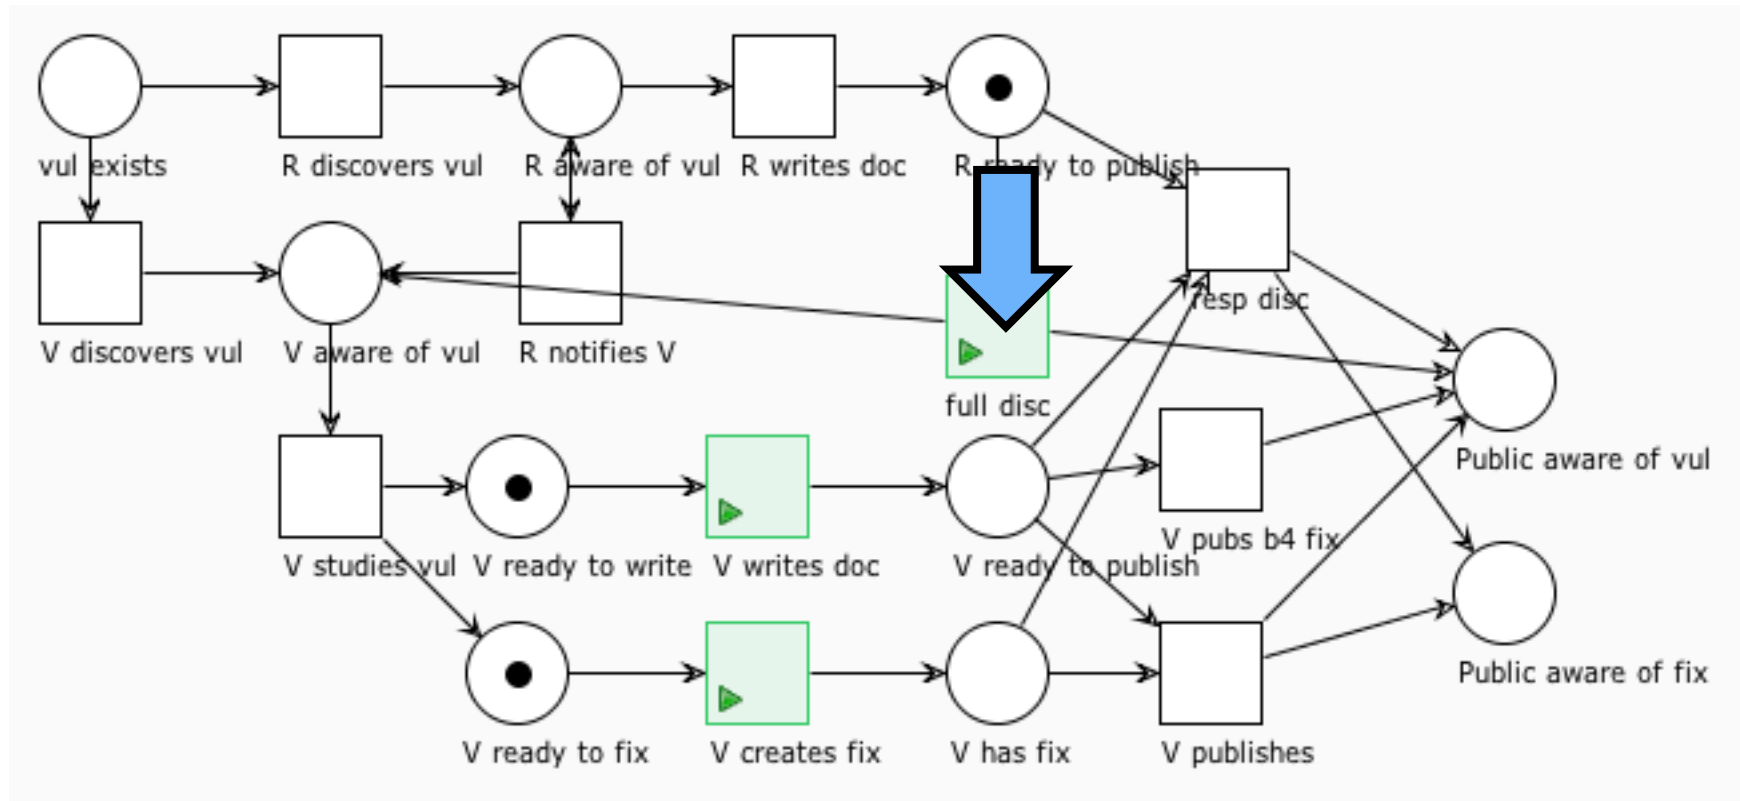 vul exists
R discovers vul
R aware of vul
R writes doc
R ready to publish
V discovers vul
V aware of vul
R notifies V
resp disc
full disc
Public aware of vul
V studies vul
V ready to write
V writes doc
V ready to publish
V pubs b4 fix
Public aware of fix
V ready to fix
V creates fix
V has fix
V publishes